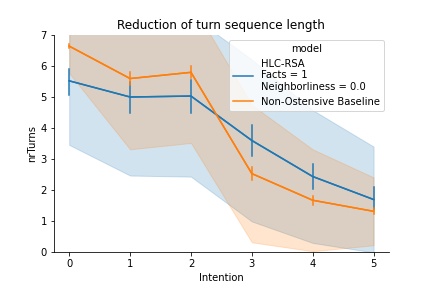 Reduction of turn sequence length
7
6
5
4
3
2
1
0
nrTurns
model
HLC-RSA
Facts = 1
Neighborliness = 0.0
Non-Ostensive Baseline
0 1 2 3 4 5
Intention